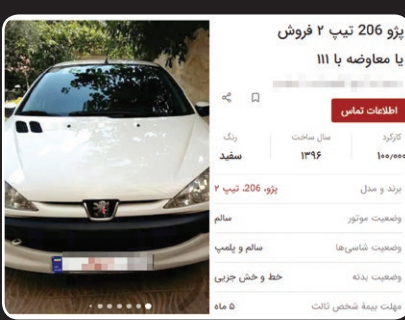 پژو 206 تیپ ۲ فروش
یا معاوضه با ۱۱۱
اطلاعات تماس
کارکرد سال ساخت رنگ
۱۰۰٫۰۰۰ ۱۳۹۶ سفید
برند و مدل پژو، 206، تیپ ۲
وضعیت موتور سالم
وضعیت شاسی‌ها سالم و پلمپ
وضعیت بدنه خط و خش جزیی
مهلت بیمهٔ شخص ثالث ۵ ماه